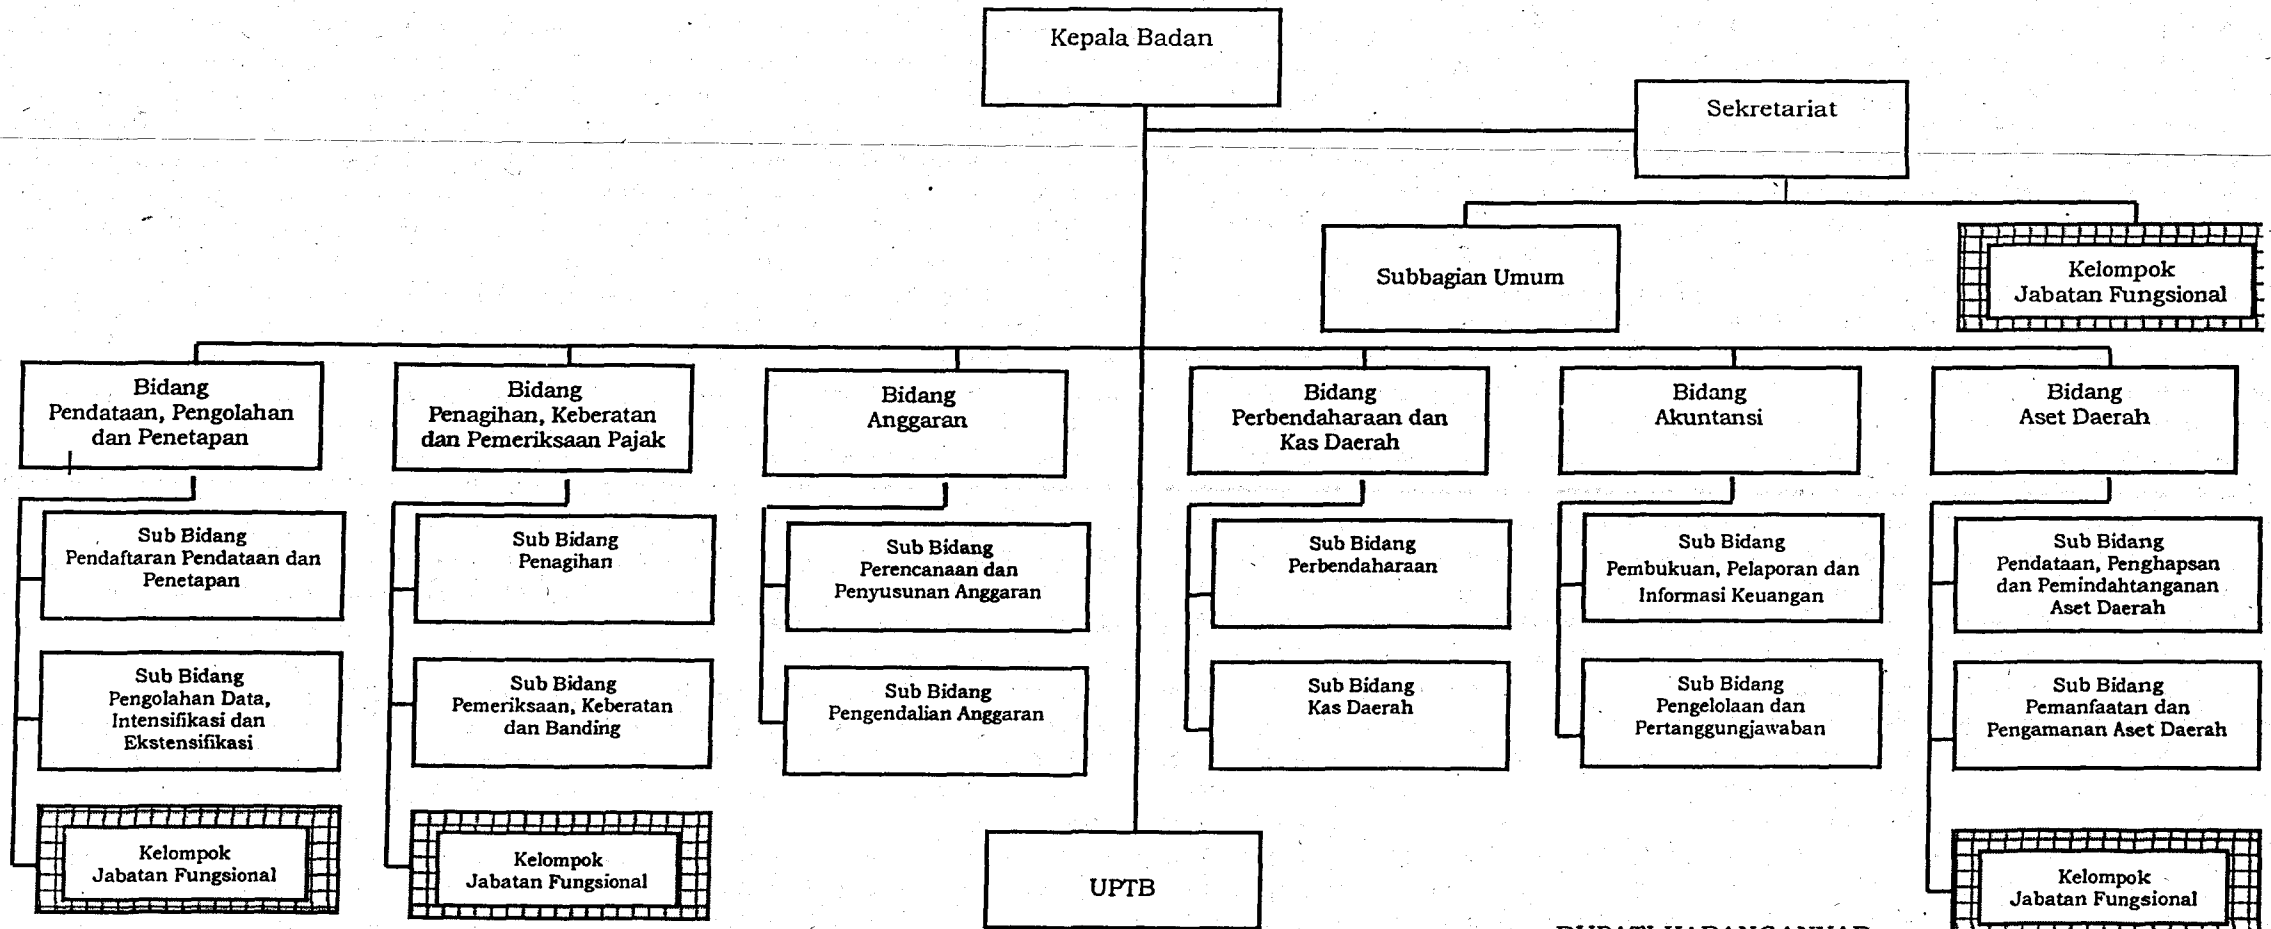 Kepala Badan
Sekretariat
Subbagian Umum
Kelompok
Jabatan Fungsional
Bidang
Pendataan, Pengolahan
dan Penetapan
Bidang
Penagihan, Keberatan
dan Pemeriksaan Pajak
Bidang
Anggaran
Bidang
Perbendaharaan dan
Kas Daerah
Bidang
Akuntansi
Bidang
Aset Daerah
Sub Bidang
Pendaftaran Pendataan dan
Penetapan
Sub Bidang
Penagihan
Sub Bidang
Perencanaan dan
Penyusunan Anggaran
Sub Bidang
Perbendaharaan
Sub Bidang
Pembukuan, Pelaporan dan
Informasi Keuangan
Sub Bidang
Pendataan, Penghapsan
dan Pemindahtanganan
Aset Daerah
Sub Bidang
Pengolahan Data,
Intensifikasi dan
Ekstensifikasi
Sub Bidang
Pemeriksaan, Keberatan
dan Banding
Sub Bidang
Pengendalian Anggaran
Sub Bidang
Kas Daerah
Sub Bidang
Pengelolaan dan
Pertanggungjawaban
Sub Bidang
Pemanfaatan dan
Pengamanan Aset Daerah
Kelompok
Jabatan Fungsional
Kelompok
Jabatan Fungsional
UPTB
Kelompok
Jabatan Fungsional